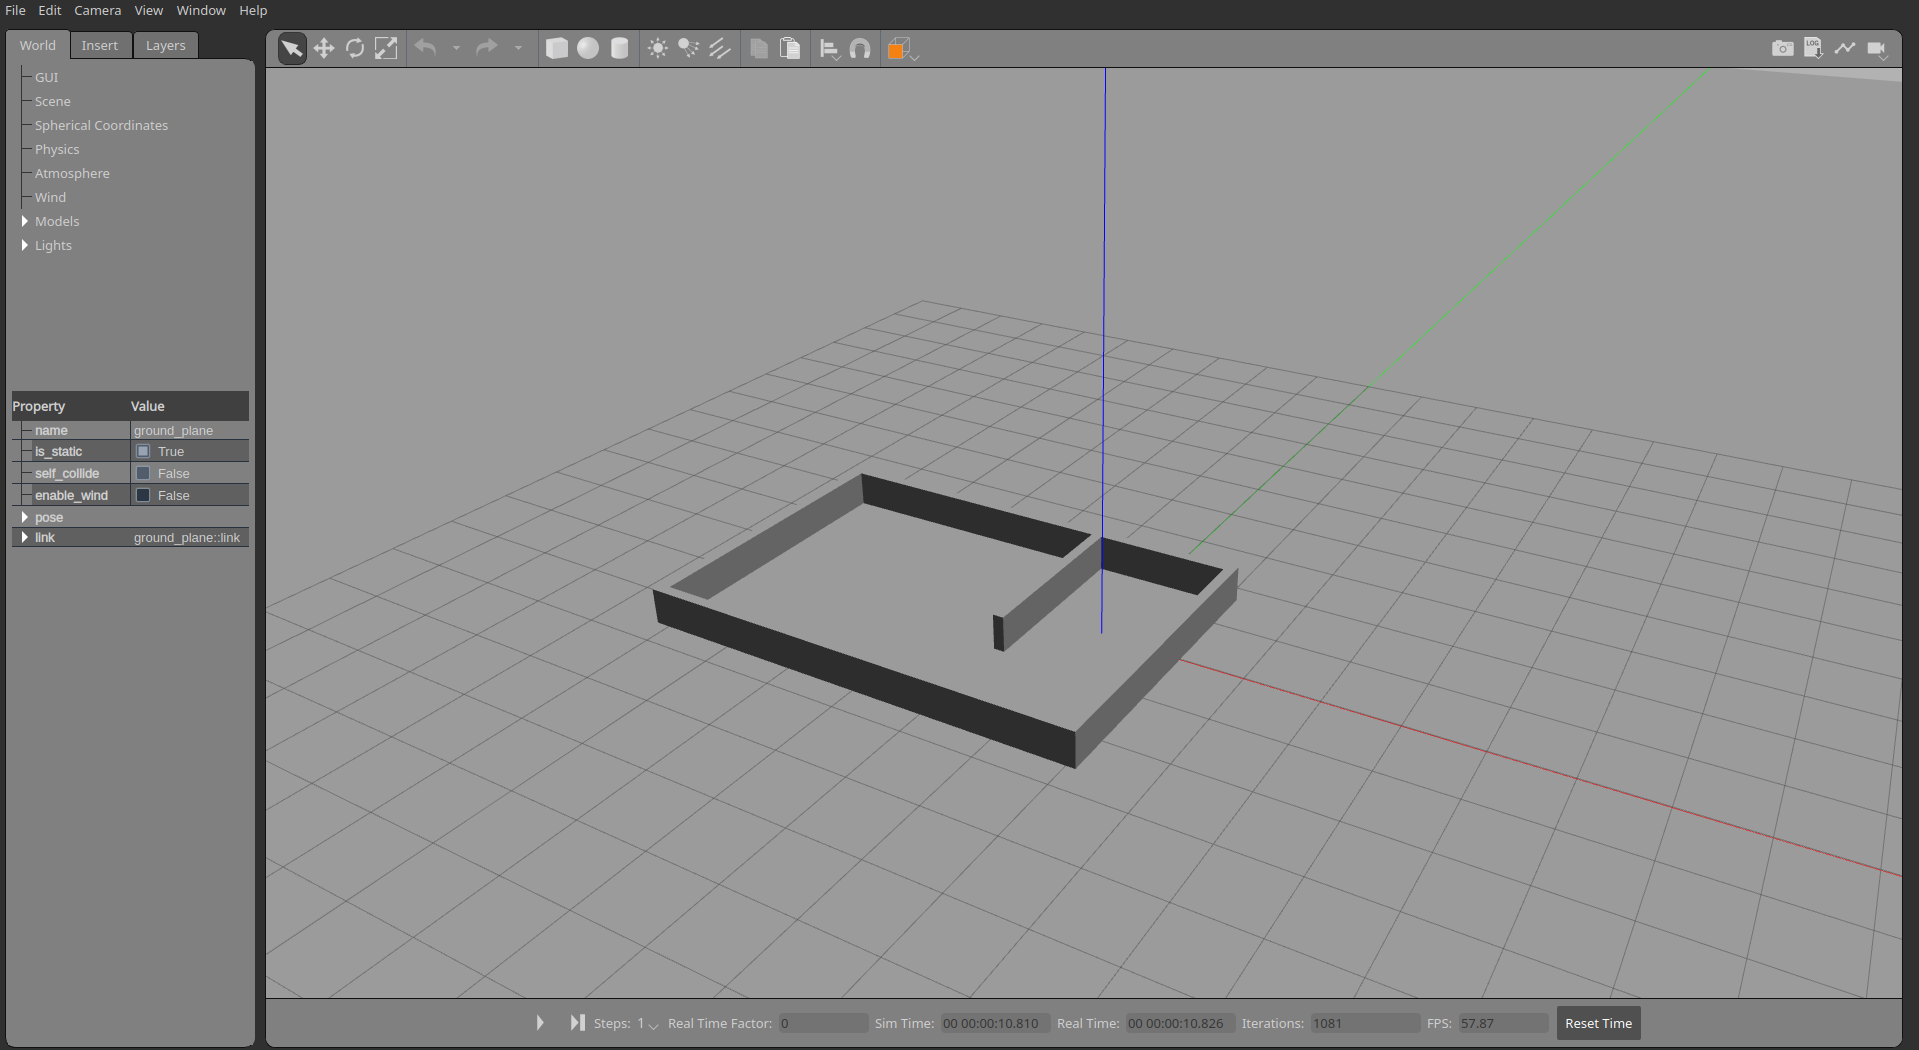 File Edit Camera View Window Help
World Insert Layers
LOG
GUI
Scene
Spherical Coordinates
Physics
Atmosphere
Wind
Models
Lights
Property Value
name ground_plane
is_static True
self_collide False
enable_wind False
pose
link ground_plane::link
Steps: 1 Real Time Factor: 0 Sim Time: 00 00:00:10.810 Real Time: 00 00:00:10.826 Iterations: 1081 FPS: 57.87 Reset Time